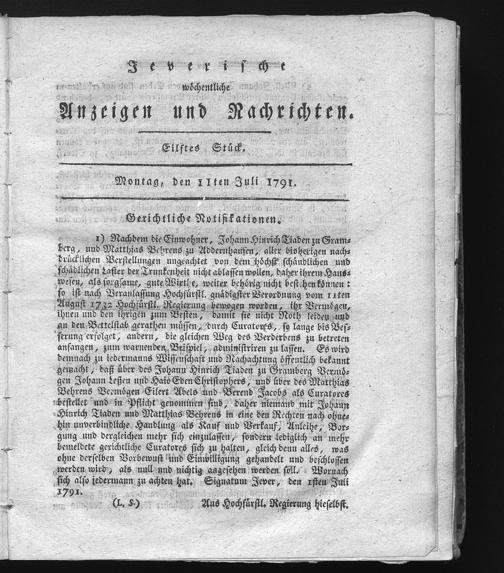 Jeverische
wöchentliche
Anzeigen und Nachrichten.
Eilftes Stück.
Montag, den 11ten Juli 1791.
Gerichtliche Notifikationen.
1) Nachdem die Einwohner, Johann Hinrich Tiaden zu Gram-
berg, und Matthias Behrens zu Addernhausen, aller bisherigen nach-
drücklichen Vorstellungen ungeachtet von dem höchst schändlichen und
schädlichen Laster der Trunkenheit nicht ablassen wollen, daher ihrem Haus-
wesen, als sorgsame, gute Wirthe, weiter behörig nicht bestehen können:
so ist nach Veranlassung Hochfürstl. gnädigster Verordnung vom 11ten
August 1732 Hochfürstl. Regierung bewogen worden, ihr Vermögen,
ihnen und den ihrigen zum Besten, damit sie nicht Noth leiden und
an den Bettelstab gerathen müssen, durch Curators, so lange bis Bes-
serung erfolget, andern, die gleichen Weg des Verderbens zu betreten
anfangen, zum warnenden Beispiel, administriren zu lassen. Es wird
demnach zu jedermanns Wissenschaft und Nachachtung öffentlich bekannt
gemacht, daß über des Johann Hinrich Tiaden zu Gramberg Vermö-
gen Johann Lessen und Haio Eden Christophers, und über des Matthias
Behrens Vermögen Eilert Abels und Berend Jacobs als Curatores
bestellet und in Pflicht genommen sind, daher niemand mit Johann
Hinrich Tiaden und Matthias Behrens in eine den Rechten nach ohne-
hin unverbindliche Handlung als Kauf und Verkauf, Anleihe, Bor-
gung und dergleichen mehr sich einzulassen, sondern lediglich an mehr
bemeldete gerichtliche Curatores sich zu halten, gleich denn alles, was
ohne derselben Vorbewust und Einwilligung gehandelt und beschlossen
werden wird, als null und nichtig angesehen werden soll. Wornach
sich also jedermann zu achten hat. Signatum Jever, den 1sten Juli
1791.
(L. S.) Aus Hochfürstl. Regierung hieselbst.